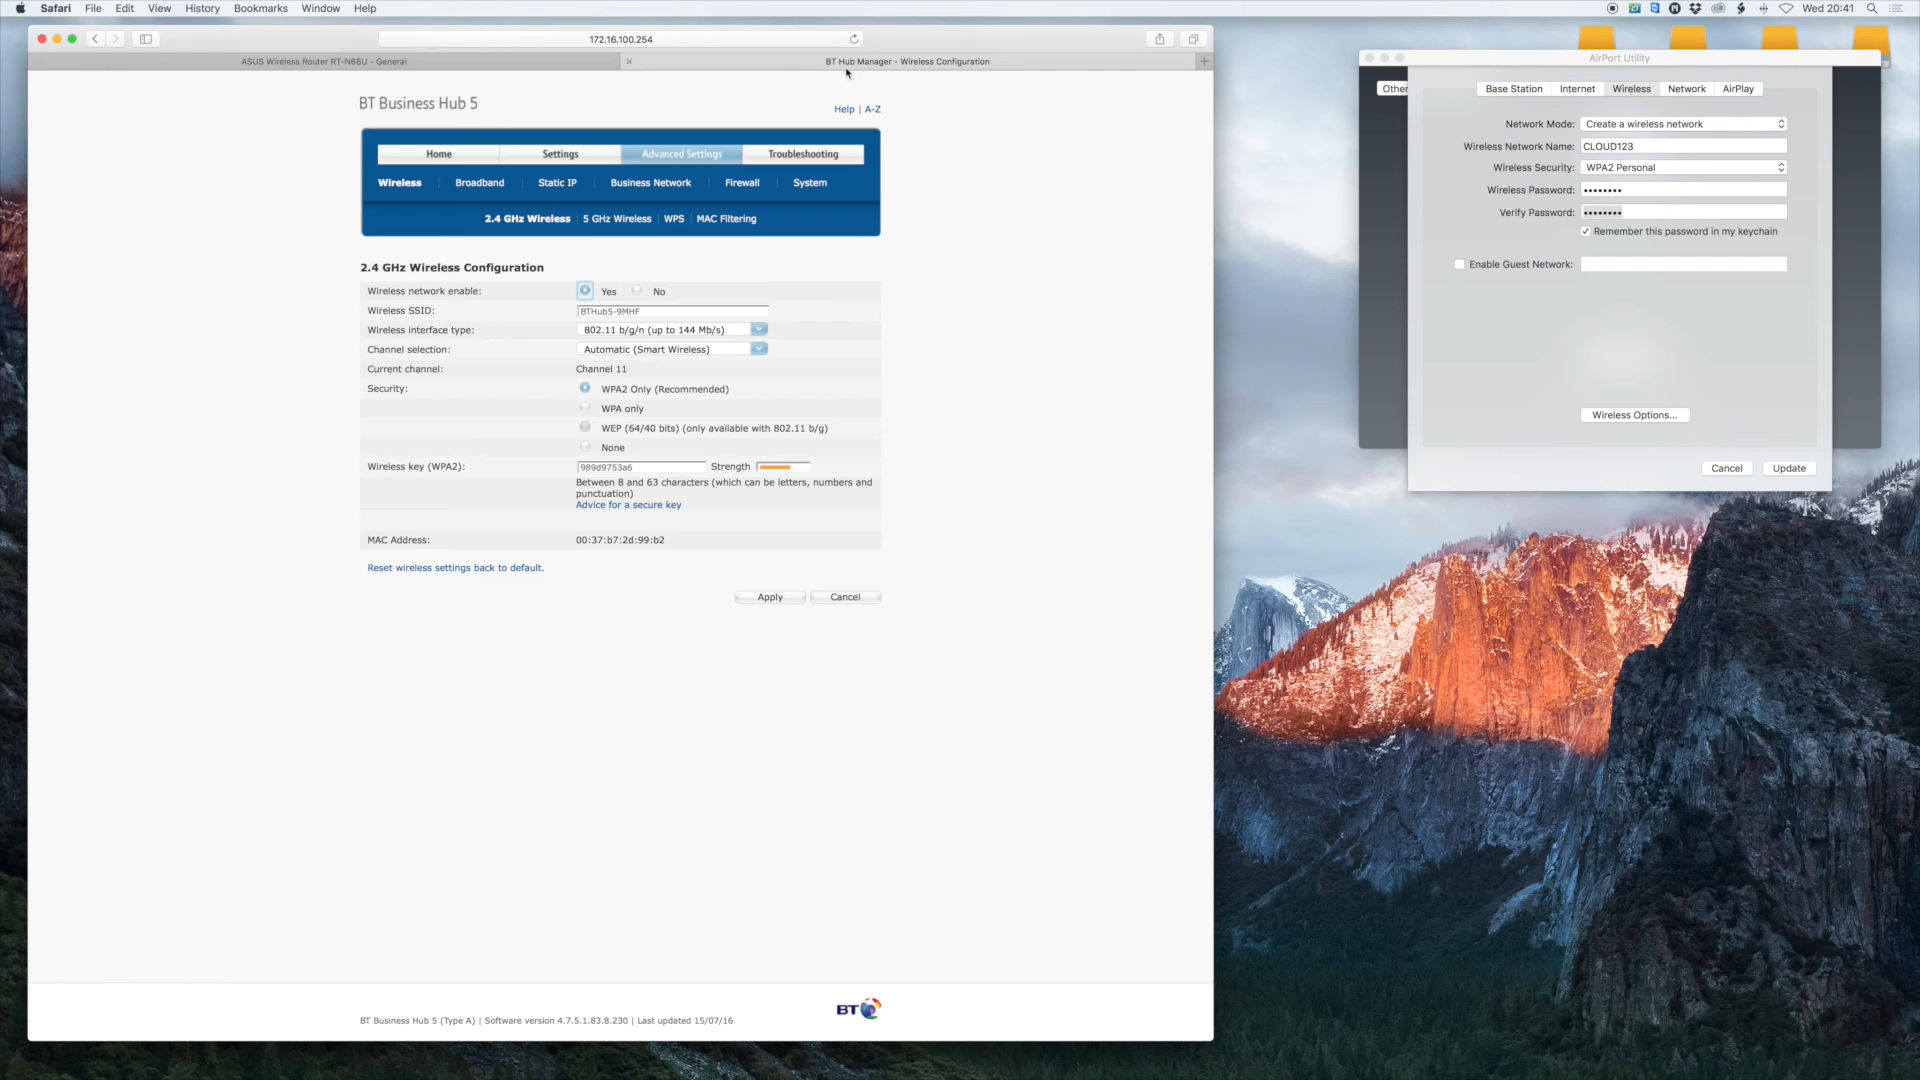 Safari File Edit View History Bookmarks Window Help
Wed 20:41
172.16.100.254
ASUS Wireless Router RT-N66U - General
BT Hub Manager - Wireless Configuration
BT Business Hub 5
Help | A-Z
Home Settings Advanced Settings Troubleshooting
Wireless Broadband Static IP Business Network Firewall System
2.4 GHz Wireless 5 GHz Wireless WPS MAC Filtering
2.4 GHz Wireless Configuration
Wireless network enable: Yes No
Wireless SSID: BTHub5-9MHF
Wireless interface type: 802.11 b/g/n (up to 144 Mb/s)
Channel selection: Automatic (Smart Wireless)
Current channel: Channel 11
Security: WPA2 Only (Recommended)
WPA only
WEP (64/40 bits) (only available with 802.11 b/g)
None
Wireless key (WPA2): 989d9753a6 Strength
Between 8 and 63 characters (which can be letters, numbers and
punctuation)
Advice for a secure key
MAC Address: 00:37:b7:2d:99:b2
Reset wireless settings back to default.
Apply Cancel
BT
BT Business Hub 5 (Type A) | Software version 4.7.5.1.83.8.230 | Last updated 15/07/16
AirPort Utility
Other
Base Station Internet Wireless Network AirPlay
Network Mode: Create a wireless network
Wireless Network Name: CLOUD123
Wireless Security: WPA2 Personal
Wireless Password: ••••••••
Verify Password: ••••••••
Remember this password in my keychain
Enable Guest Network:
Wireless Options...
Cancel Update